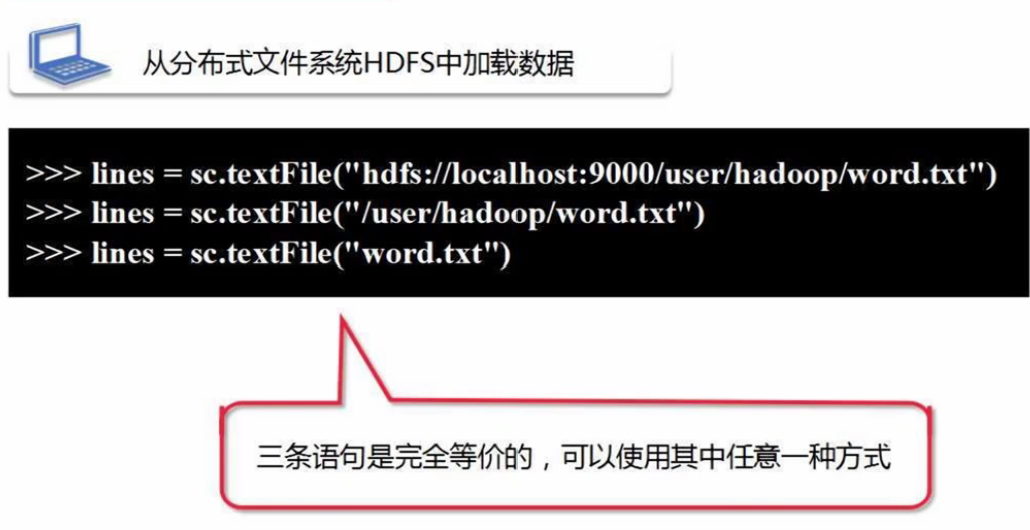 从分布式文件系统HDFS中加载数据
>>> lines = sc.textFile("hdfs://localhost:9000/user/hadoop/word.txt")
>>> lines = sc.textFile("/user/hadoop/word.txt")
>>> lines = sc.textFile("word.txt")
三条语句是完全等价的，可以使用其中任意一种方式